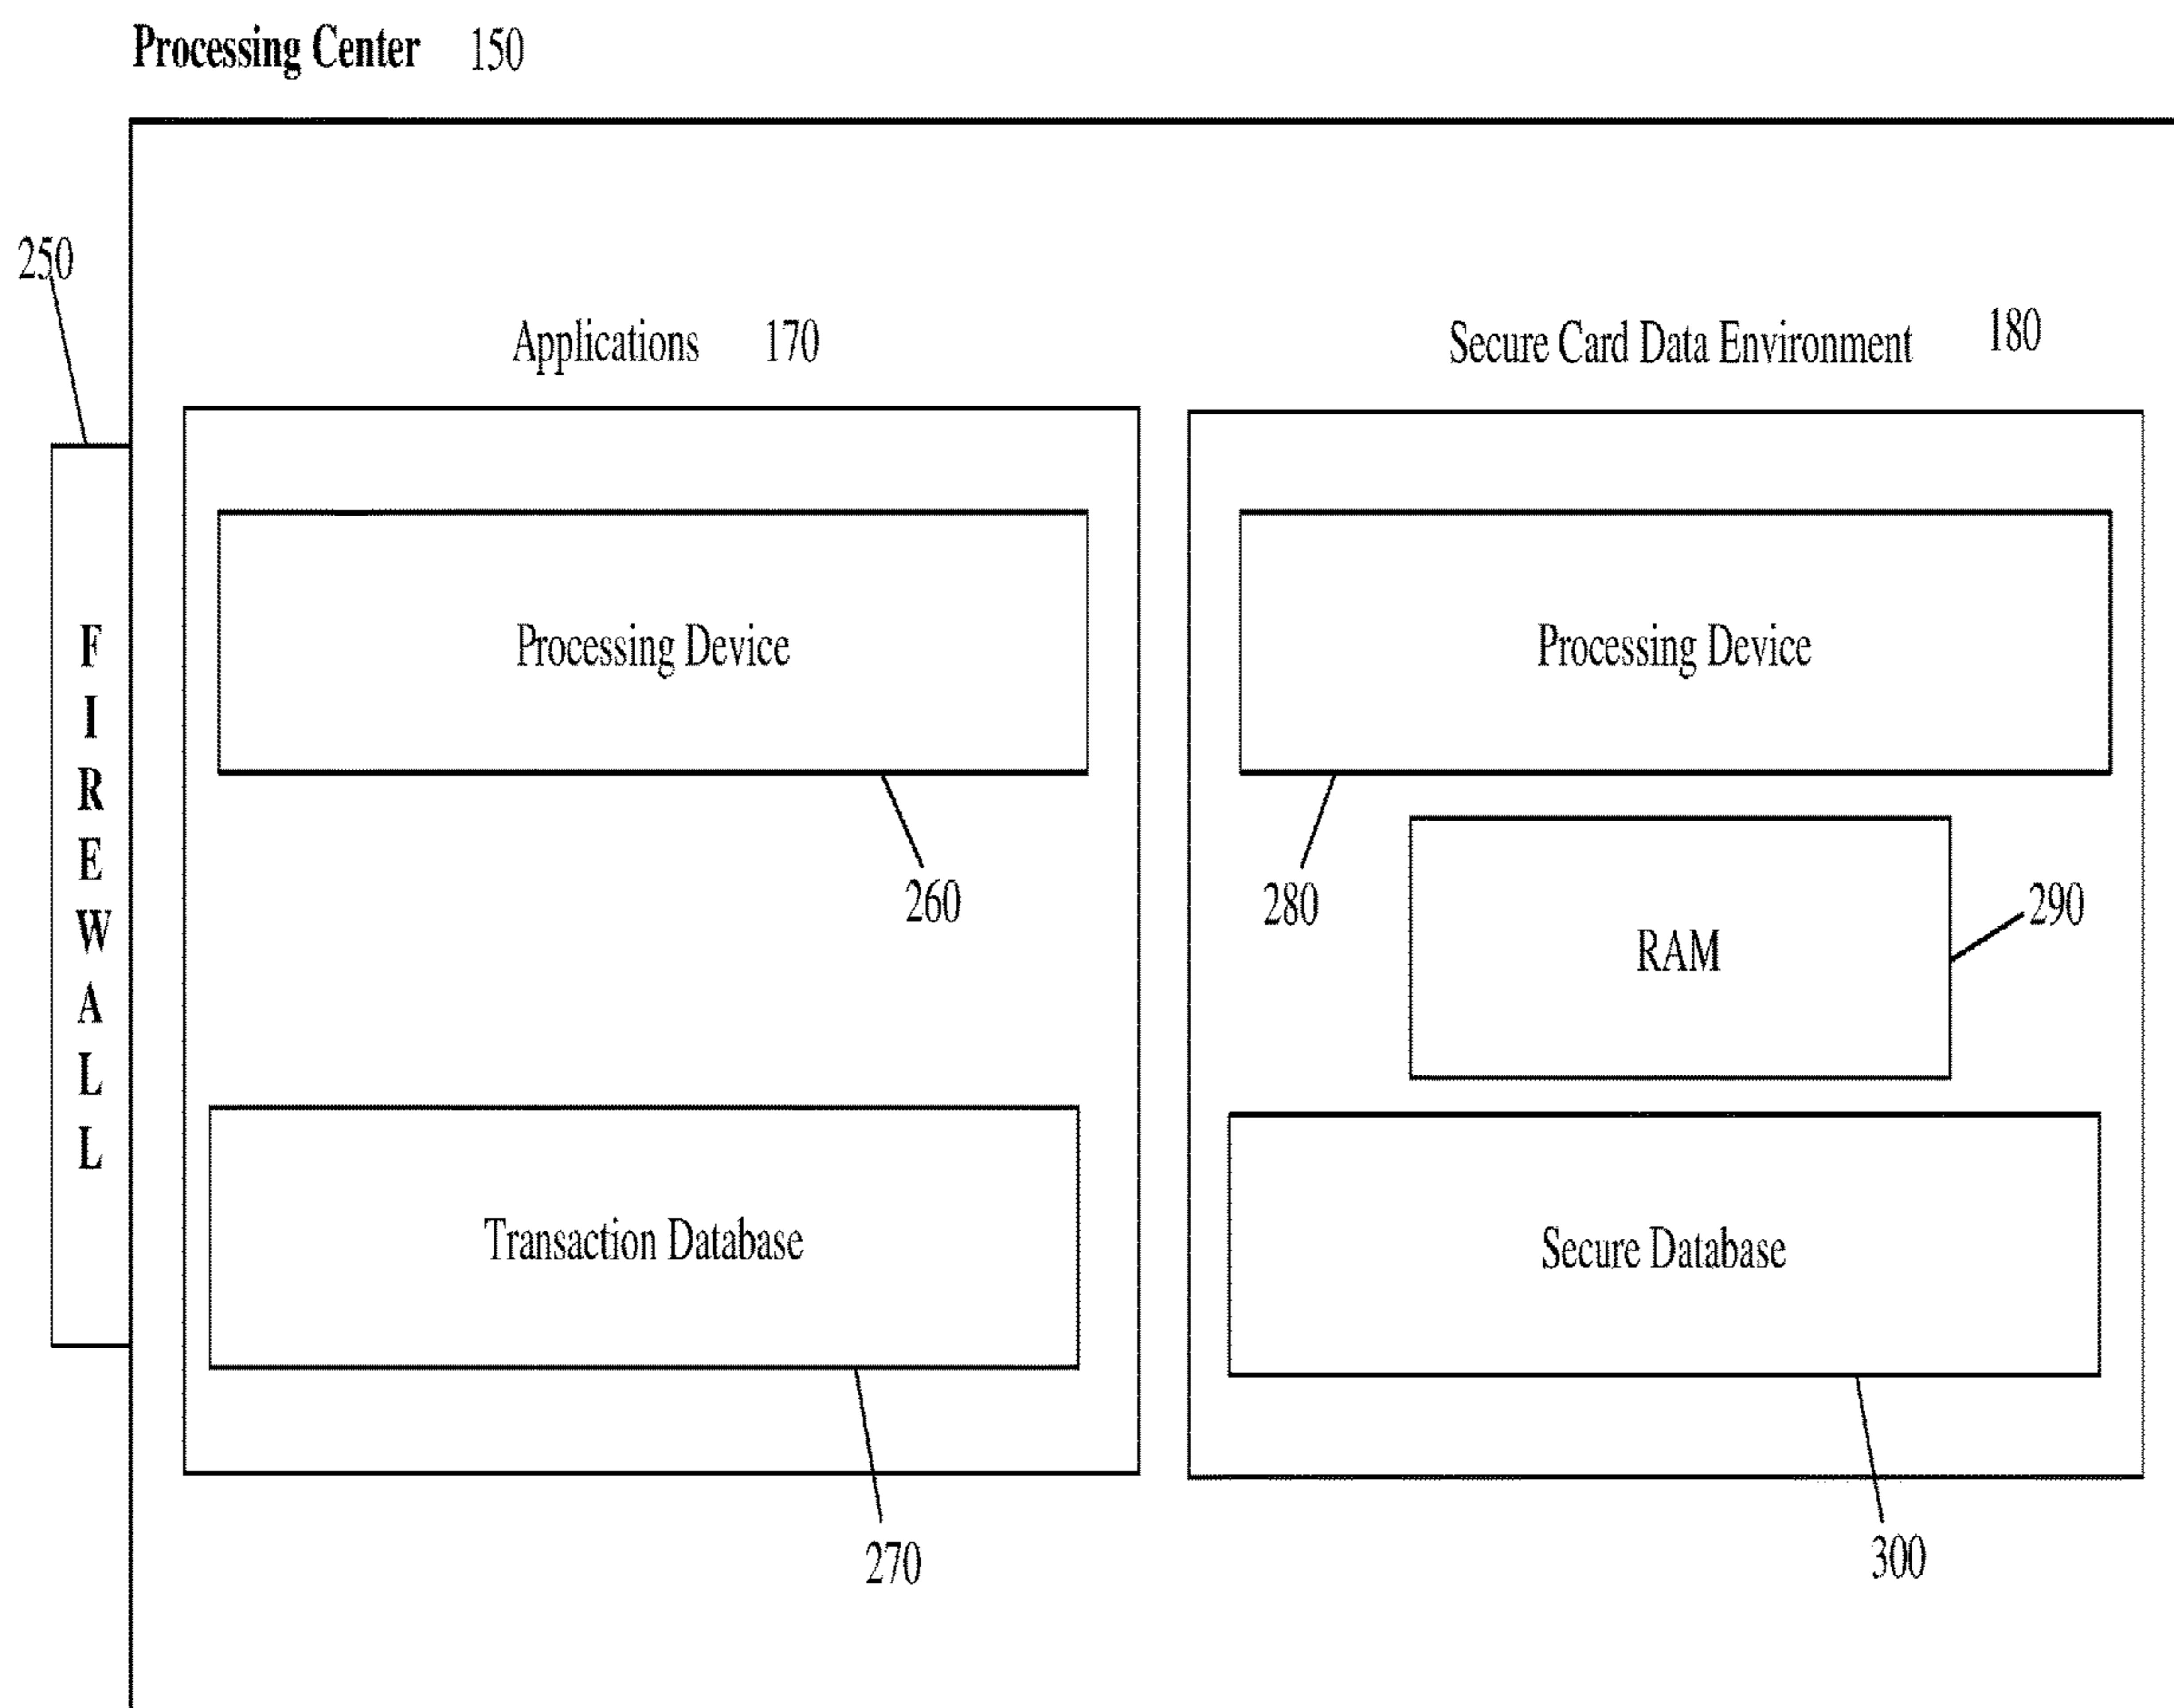 Processing Center 150
250
Applications 170
Secure Card Data Environment 180
FIREWALL
Processing Device
260
Transaction Database
270
Processing Device
280
RAM
290
Secure Database
300